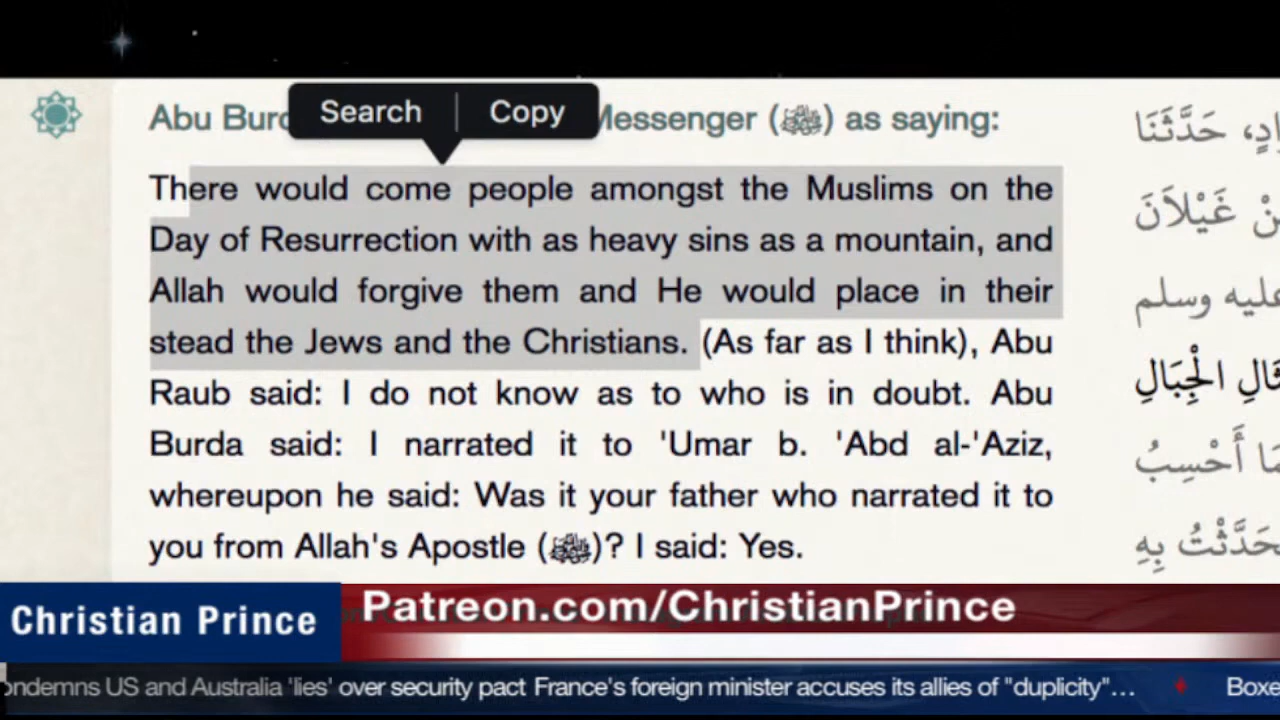 Search Copy
Abu Burd Messenger (ﷺ) as saying:
There would come people amongst the Muslims on the
Day of Resurrection with as heavy sins as a mountain, and
Allah would forgive them and He would place in their
stead the Jews and the Christians. (As far as I think), Abu
Raub said: I do not know as to who is in doubt. Abu
Burda said: I narrated it to 'Umar b. 'Abd al-'Aziz,
whereupon he said: Was it your father who narrated it to
you from Allah's Apostle (ﷺ)? I said: Yes.
حَدَّثَنَا
غَيْلاَنَ
عليه وسلم
الْجِبَالِ
أَحْسِبُ
حَدَّثْتُ بِهِ
Christian Prince
Patreon.com/ChristianPrince
ondemns US and Australia 'lies' over security pact France's foreign minister accuses its allies of "duplicity"... Boxe